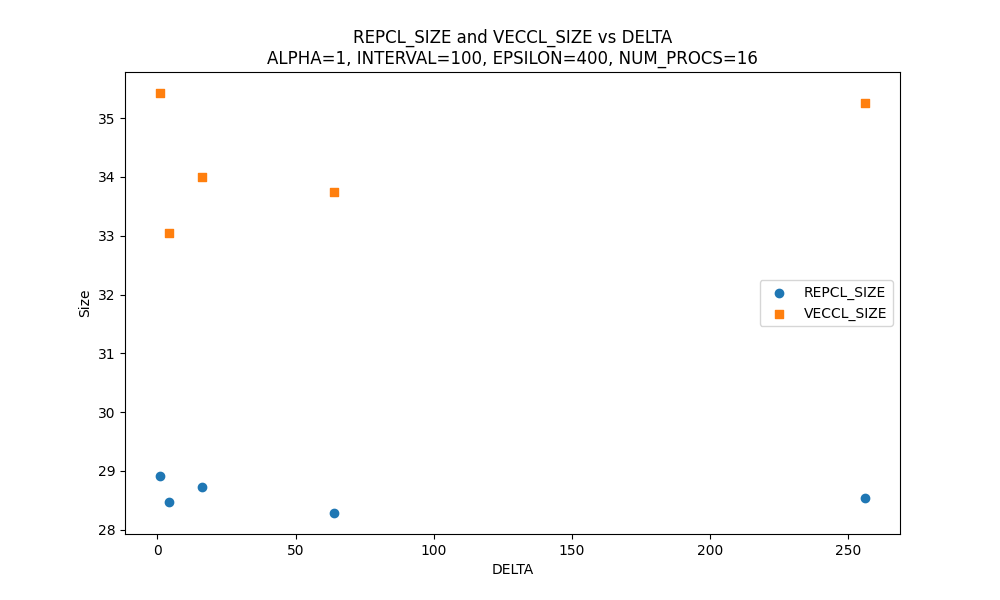 REPCL_SIZE and VECCL_SIZE vs DELTA
ALPHA=1, INTERVAL=100, EPSILON=400, NUM_PROCS=16
35
34
33
32
31
30
29
28
Size
REPCL_SIZE
VECCL_SIZE
0 50 100 150 200 250
DELTA